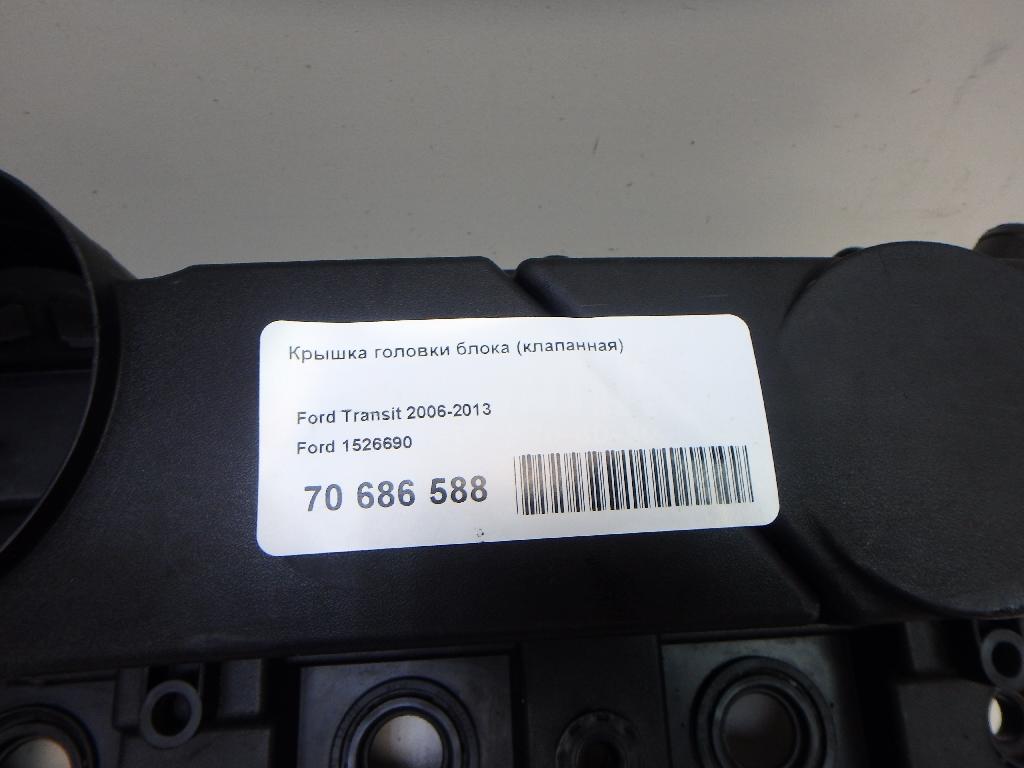 Крышка головки блока (клапанная)
Ford Transit 2006-2013
Ford 1526690
70 686 588